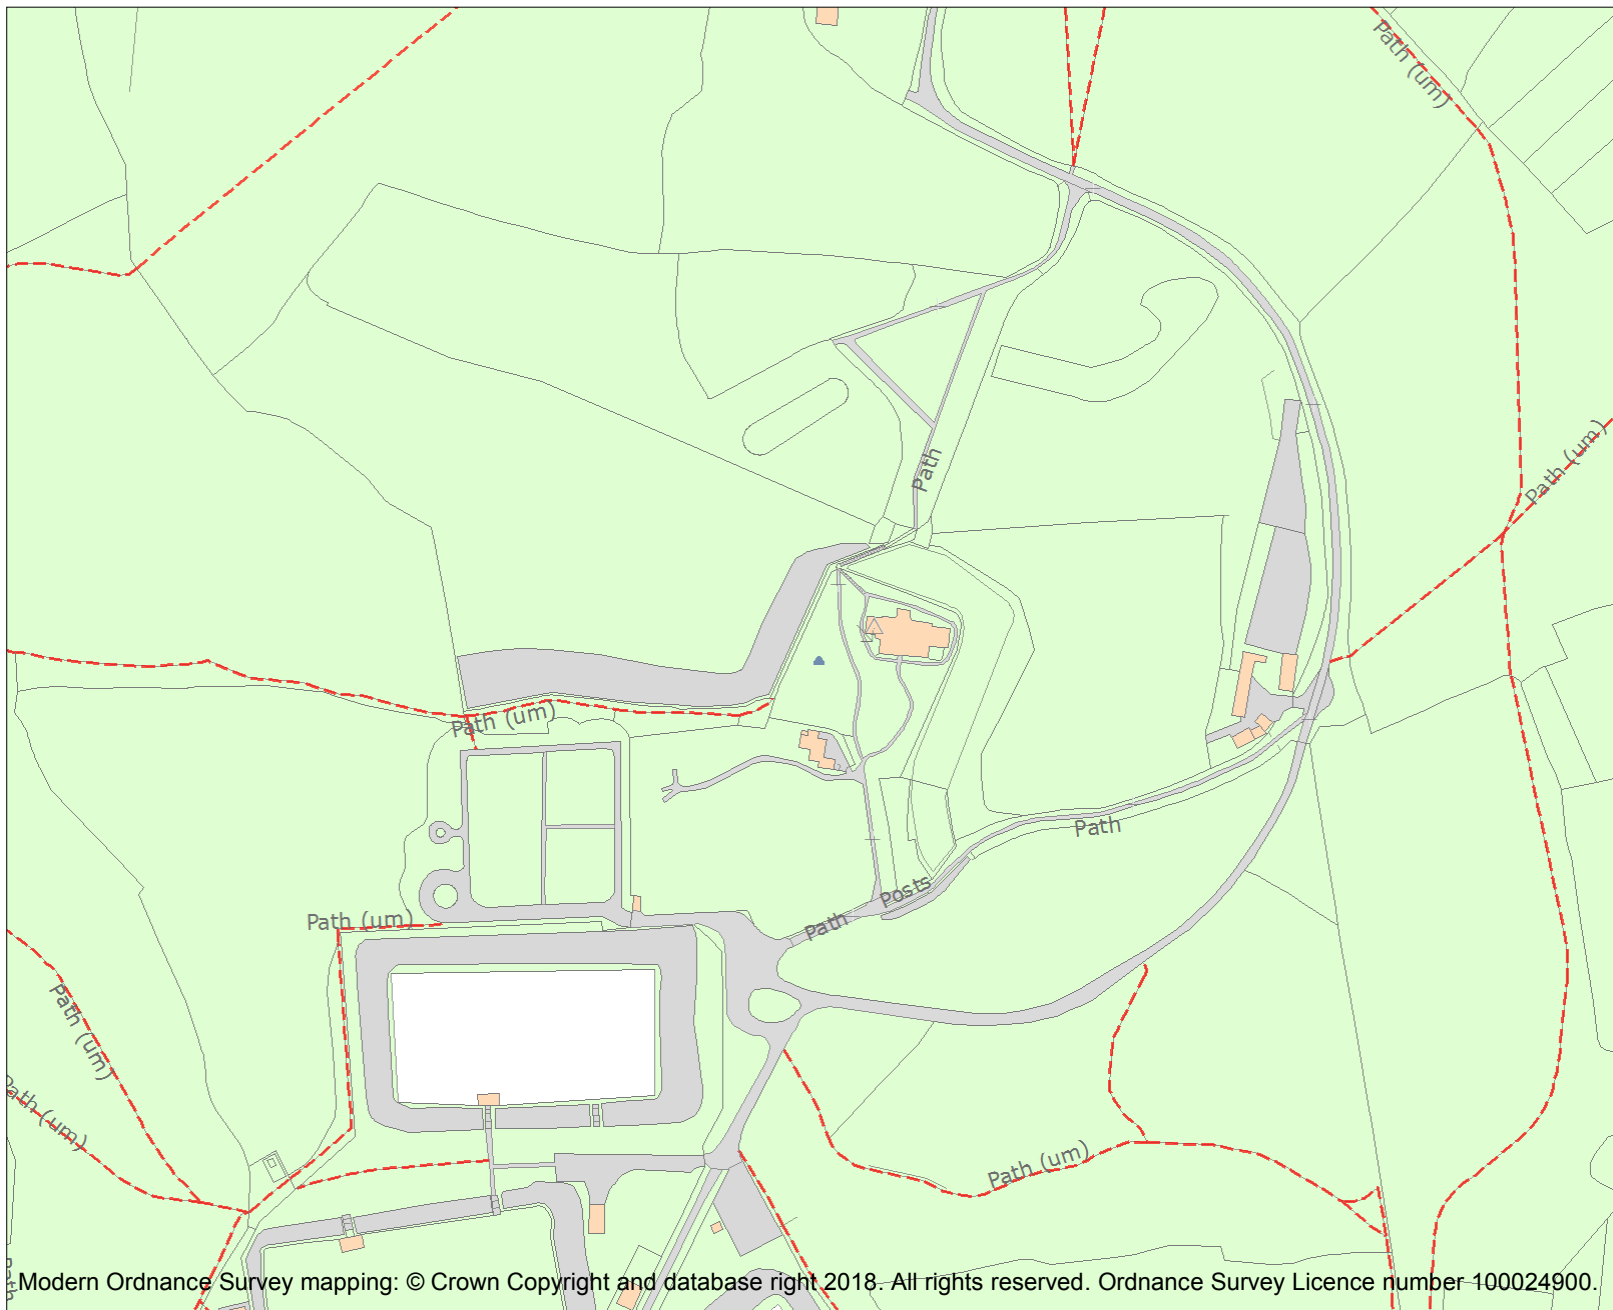 Path (um)
Path (um)
Path
Path (um)
Path
Path (um)
Posts
Path
Path (um)
Path (um)
Path (um)
Path (um)
Path
Modern Ordnance Survey mapping: © Crown Copyright and database right 2018. All rights reserved. Ordnance Survey Licence number 100024900.